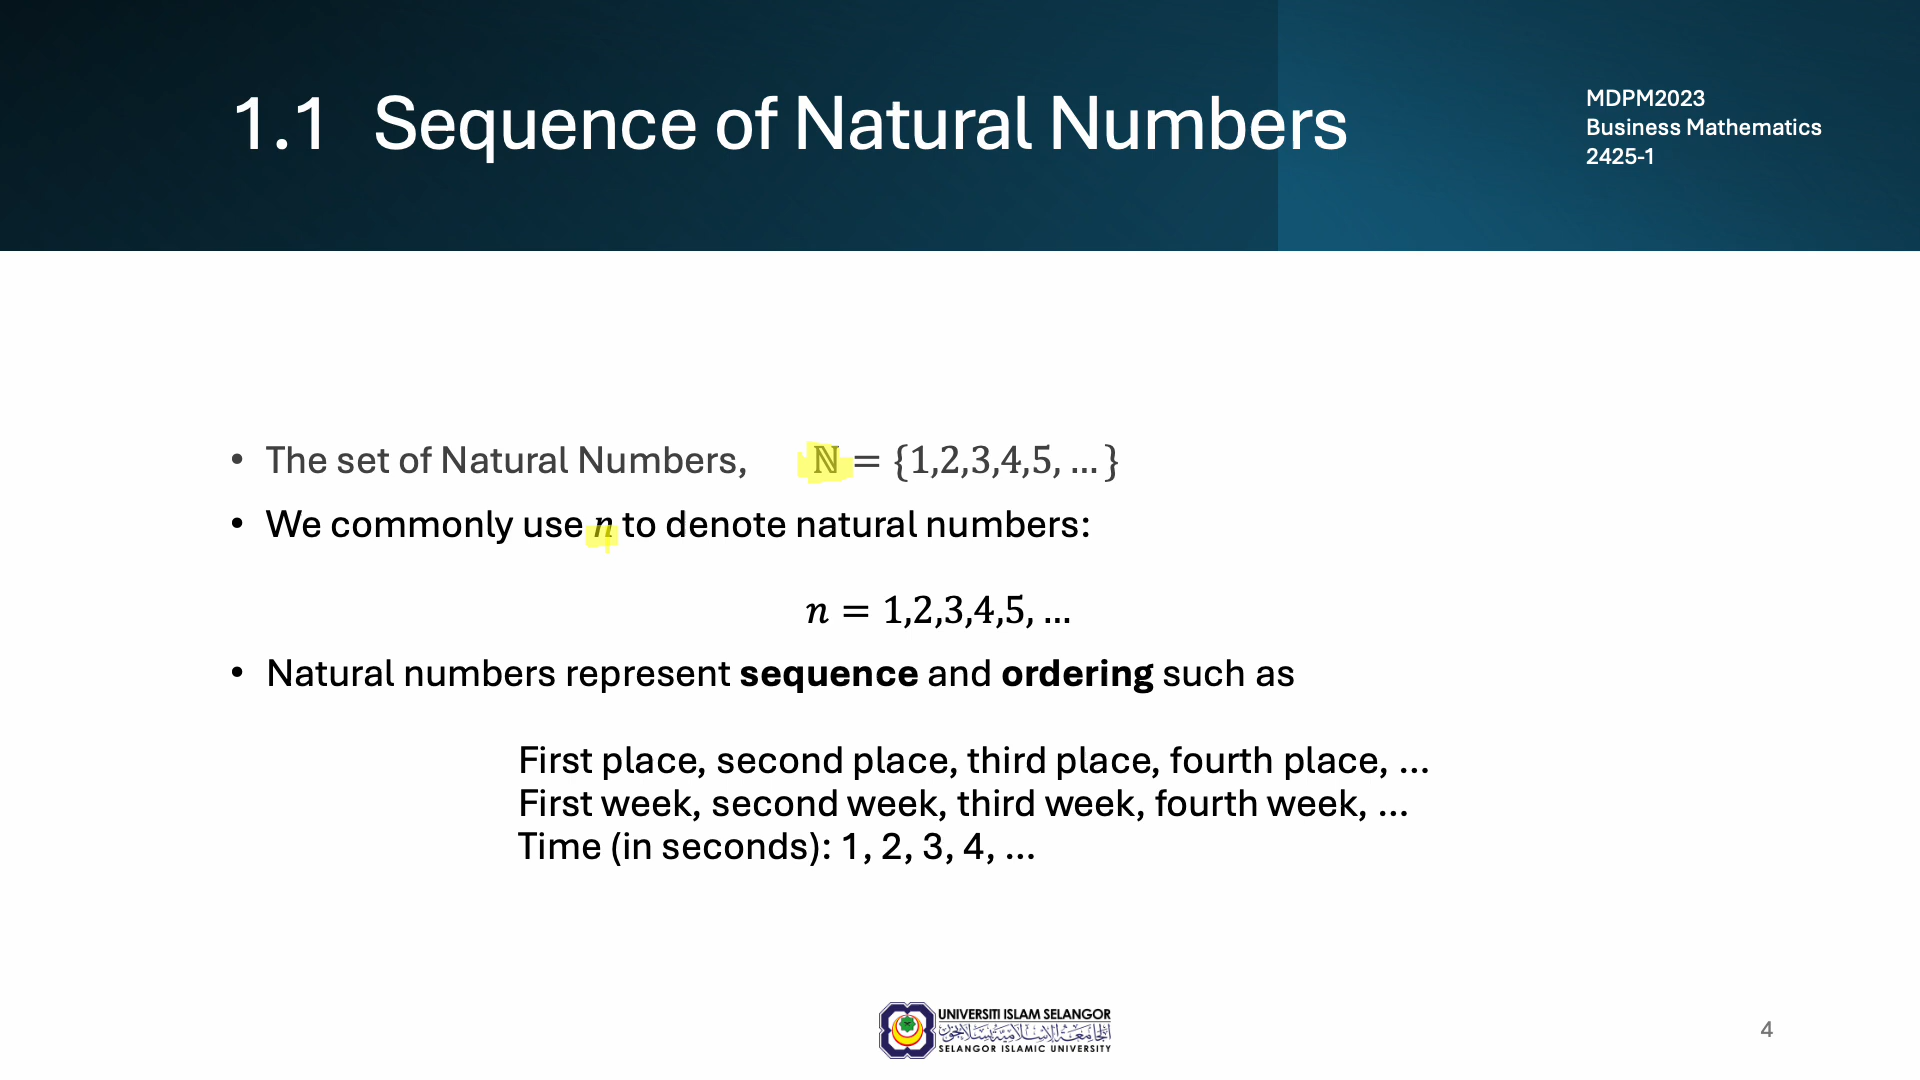 1.1 Sequence of Natural Numbers
MDPM2023
Business Mathematics
2425-1
• The set of Natural Numbers, ℕ = {1,2,3,4,5, … }
• We commonly use n to denote natural numbers:
n = 1,2,3,4,5, …
• Natural numbers represent sequence and ordering such as
First place, second place, third place, fourth place, …
First week, second week, third week, fourth week, …
Time (in seconds): 1, 2, 3, 4, …
UNIVERSITI ISLAM SELANGOR
SELANGOR ISLAMIC UNIVERSITY
4